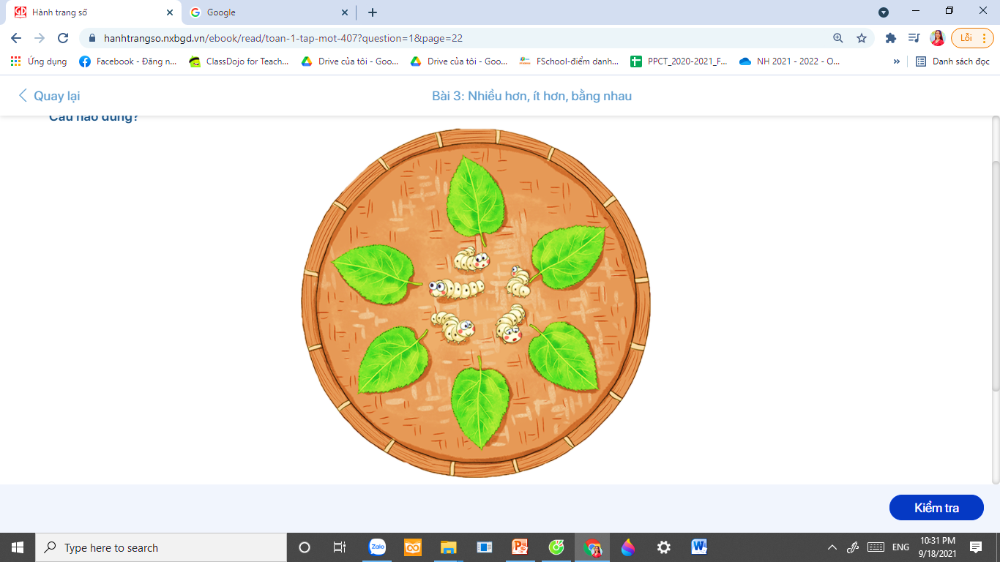 Hành trang số
Google
hanhtrangso.nxbgd.vn/ebook/read/toan-1-tap-mot-407?question=1&page=22
Lỗi
Ứng dụng
Facebook - Đăng n...
ClassDojo for Teach...
Drive của tôi - Goo...
Drive của tôi - Goo...
FSchool-điểm danh...
PPCT_2020-2021_F...
NH 2021 - 2022 - O...
»
Danh sách đọc
Quay lại
Bài 3: Nhiều hơn, ít hơn, bằng nhau
Câu nào đúng?
Kiểm tra
Type here to search
Zalo
ENG
10:31 PM
9/18/2021